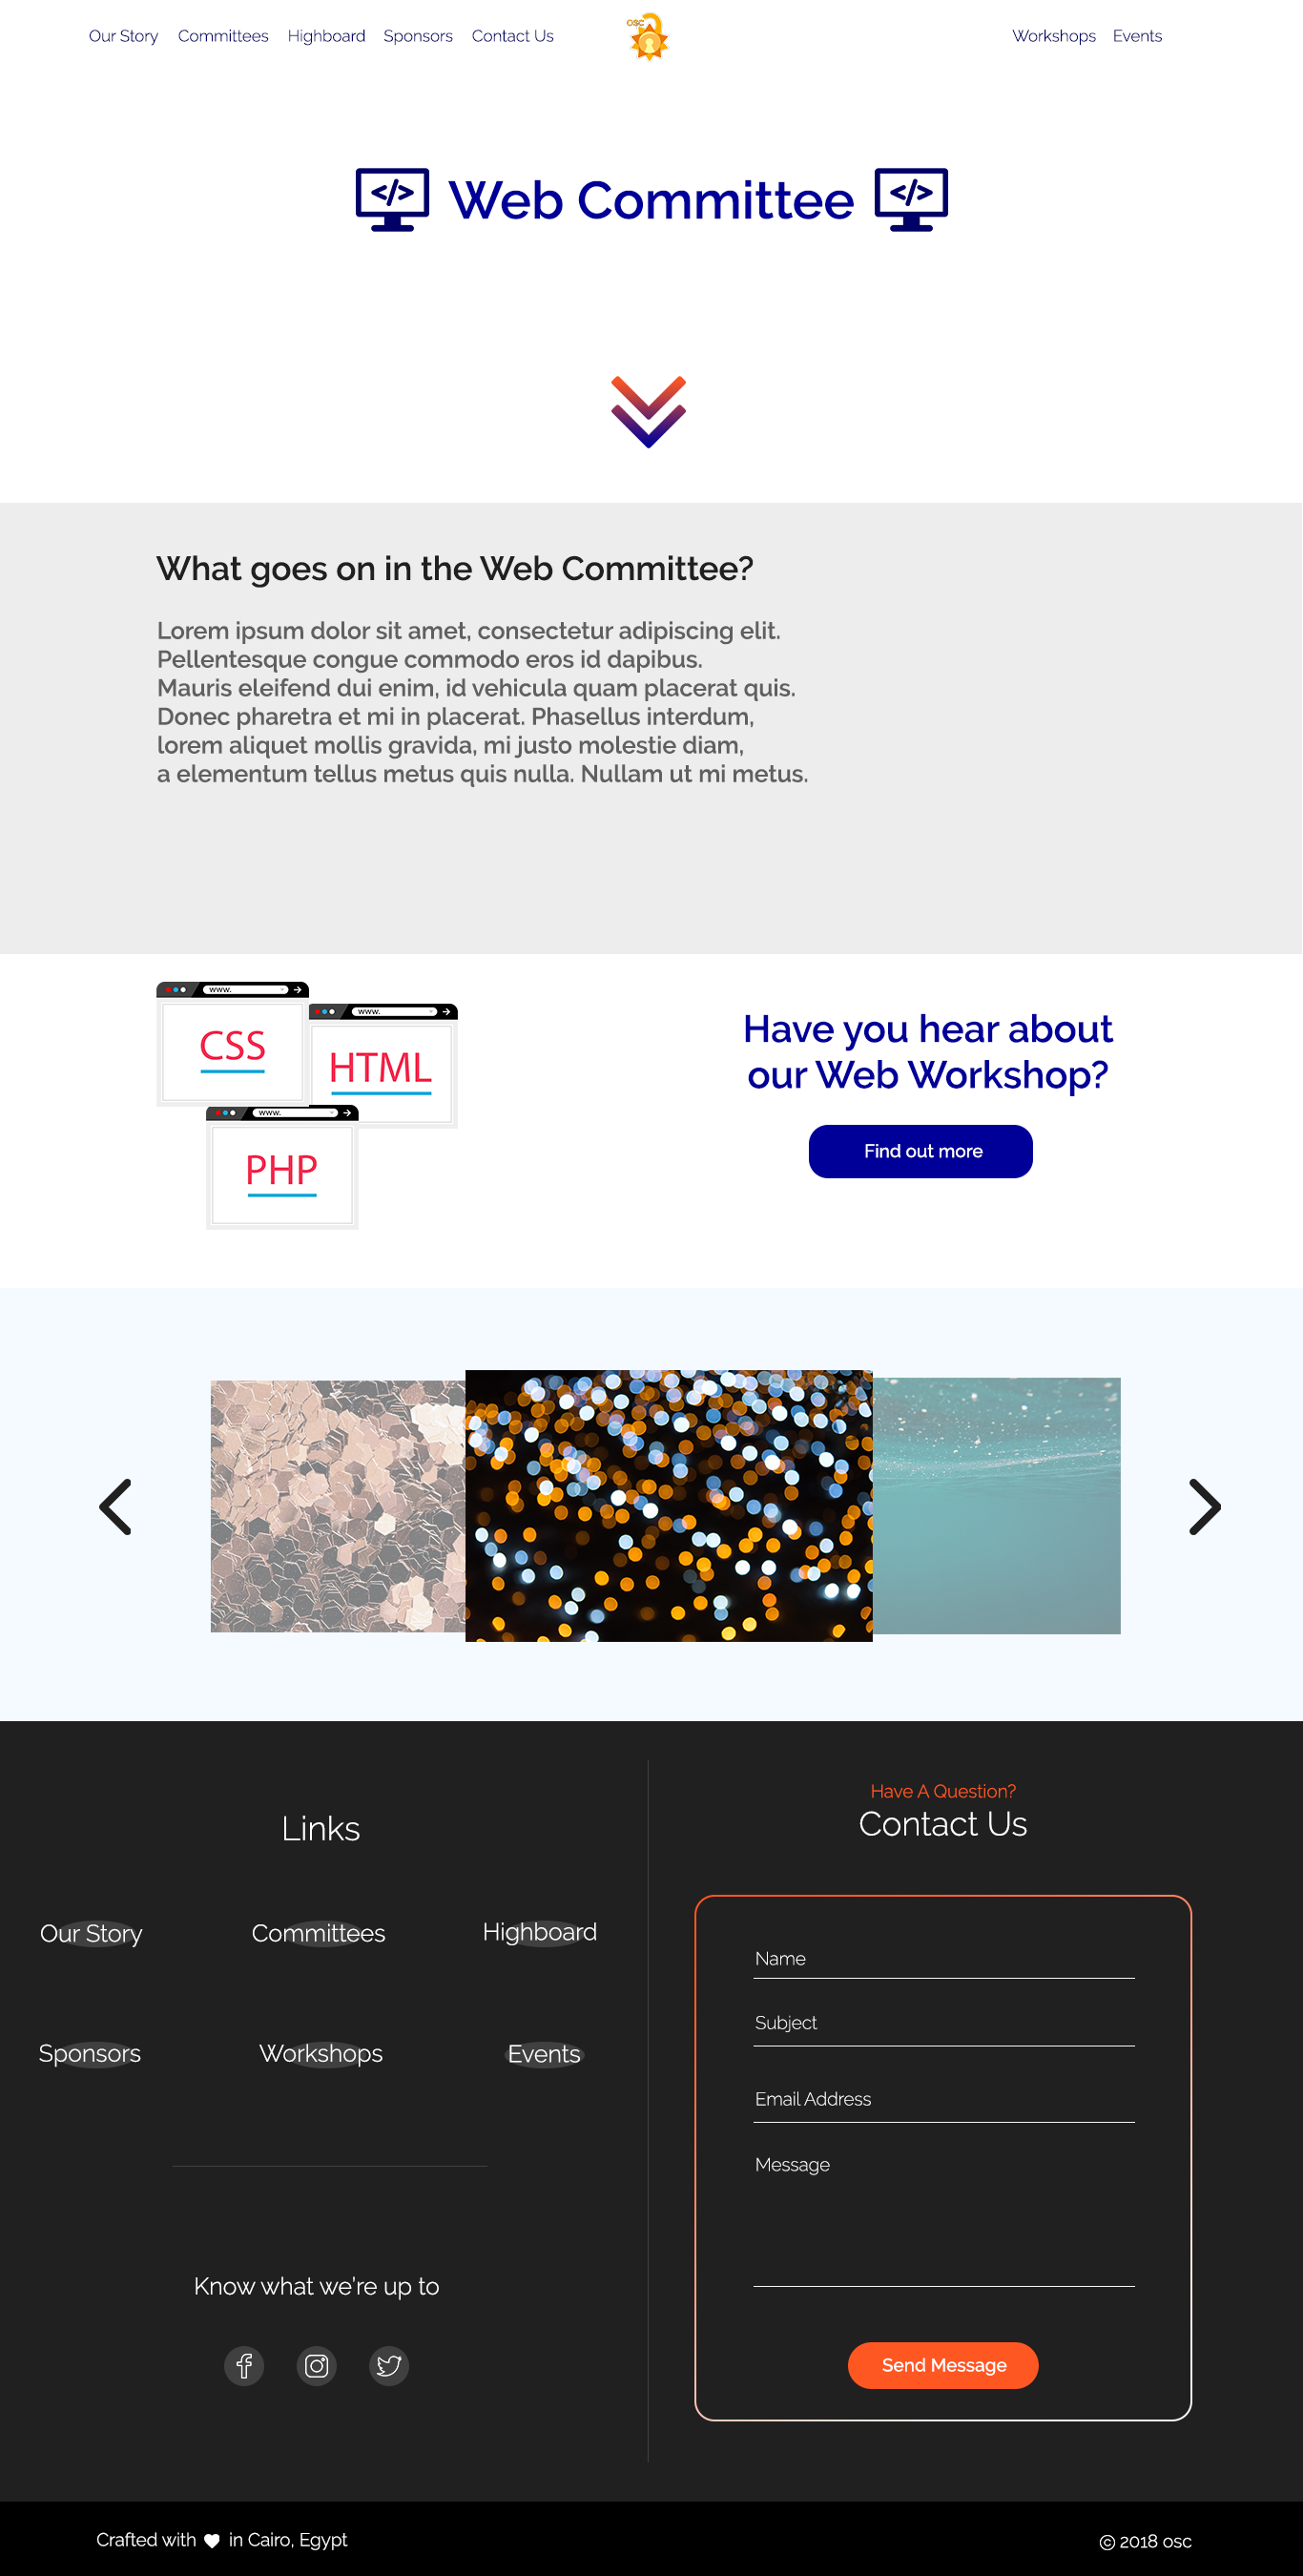 Our Story Committees Highboard Sponsors Contact Us OSC Workshops Events
</> Web Committee </>
What goes on in the Web Committee?
Lorem ipsum dolor sit amet, consectetur adipiscing elit.
Pellentesque congue commodo eros id dapibus.
Mauris eleifend dui enim, id vehicula quam placerat quis.
Donec pharetra et mi in placerat. Phasellus interdum,
lorem aliquet mollis gravida, mi justo molestie diam,
a elementum tellus metus quis nulla. Nullam ut mi metus.
www.
CSS
www.
HTML
www.
PHP
Have you hear about
our Web Workshop?
Find out more
Links
Our Story Committees Highboard
Sponsors Workshops Events
Know what we're up to
Have A Question?
Contact Us
Name
Subject
Email Address
Message
Send Message
Crafted with ♥ in Cairo, Egypt
© 2018 osc